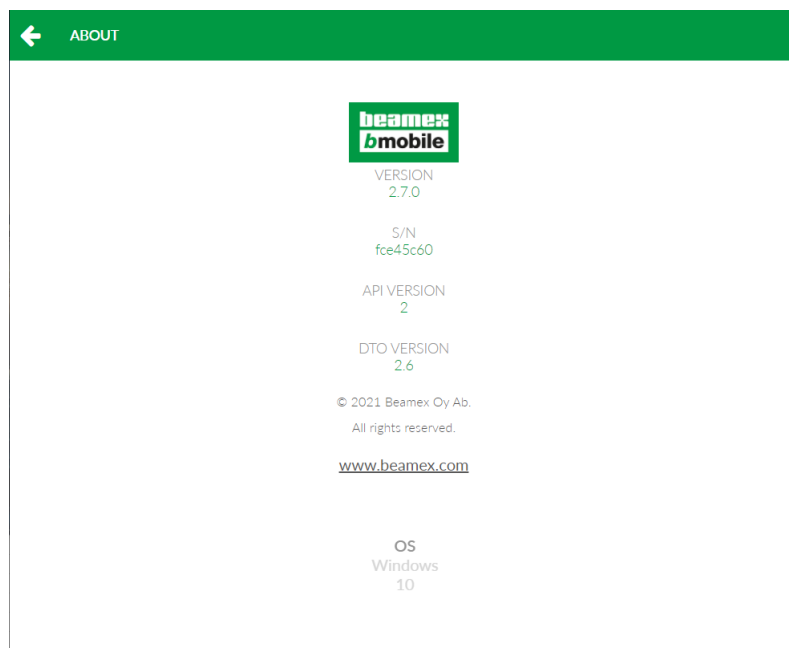 ABOUT
beamex
bmobile
VERSION
2.7.0
S/N
fce45c60
API VERSION
2
DTO VERSION
2.6
© 2021 Beamex Oy Ab.
All rights reserved.
www.beamex.com
OS
Windows
10